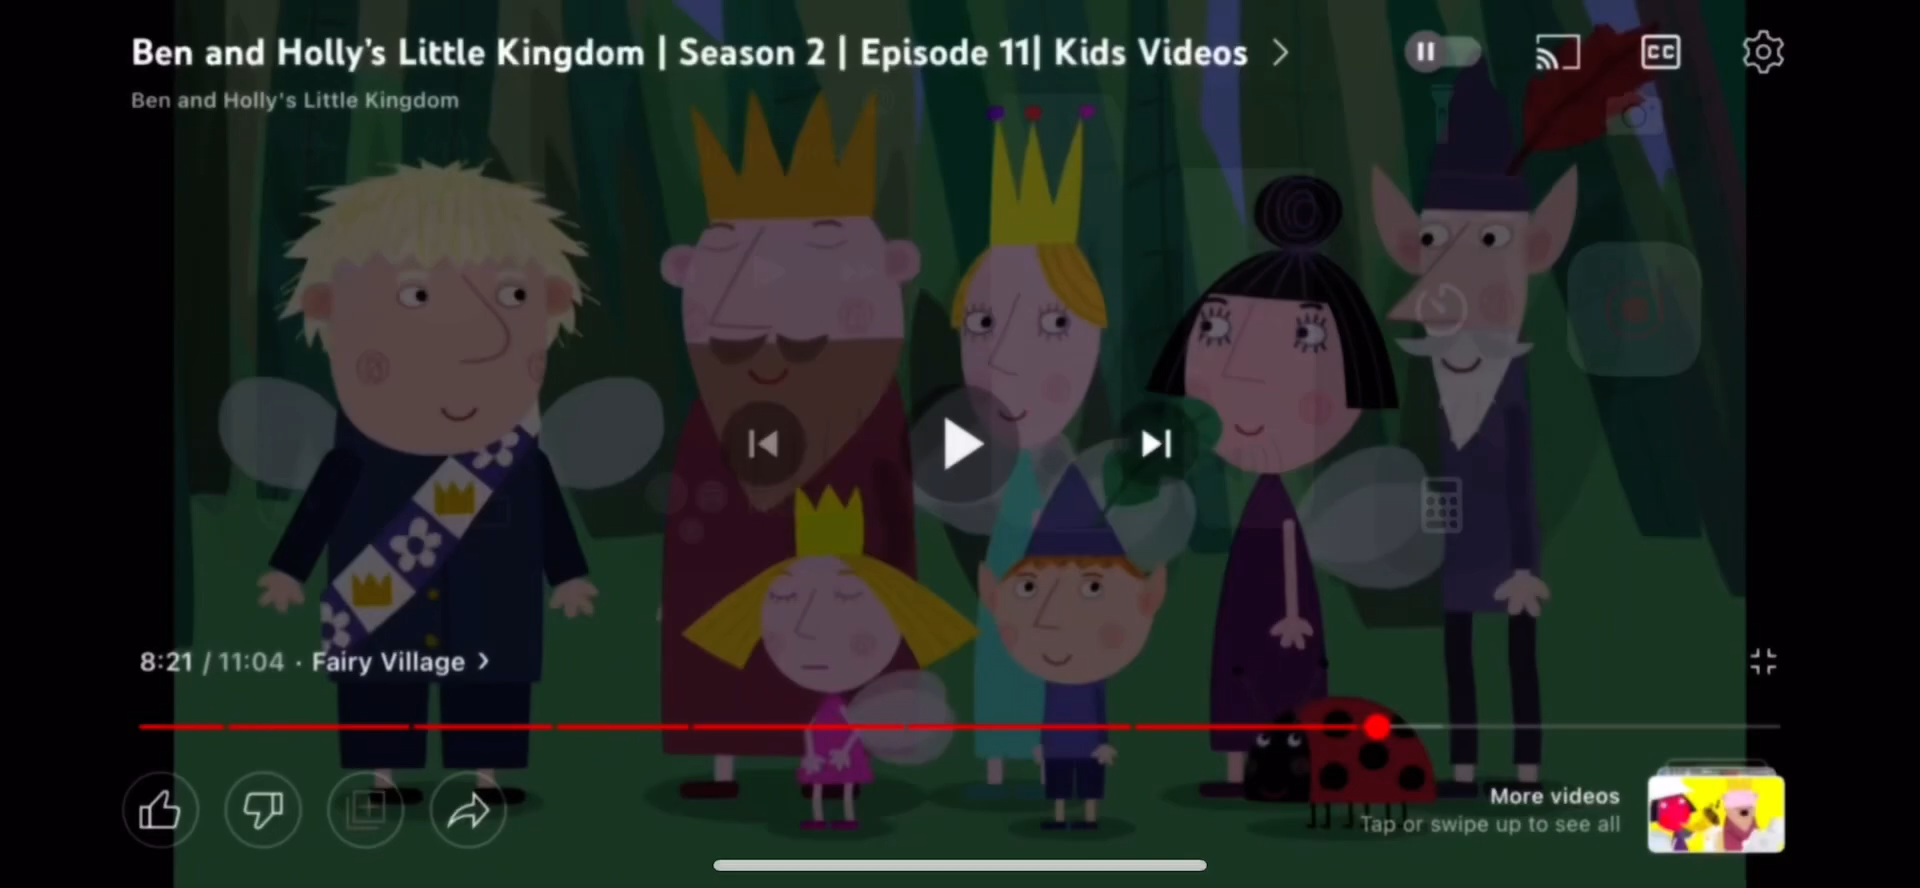 Ben and Holly's Little Kingdom | Season 2 | Episode 11| Kids Videos
CC
Ben and Holly's Little Kingdom
8:21 / 11:04 · Fairy Village
More videos
Tap or swipe up to see all